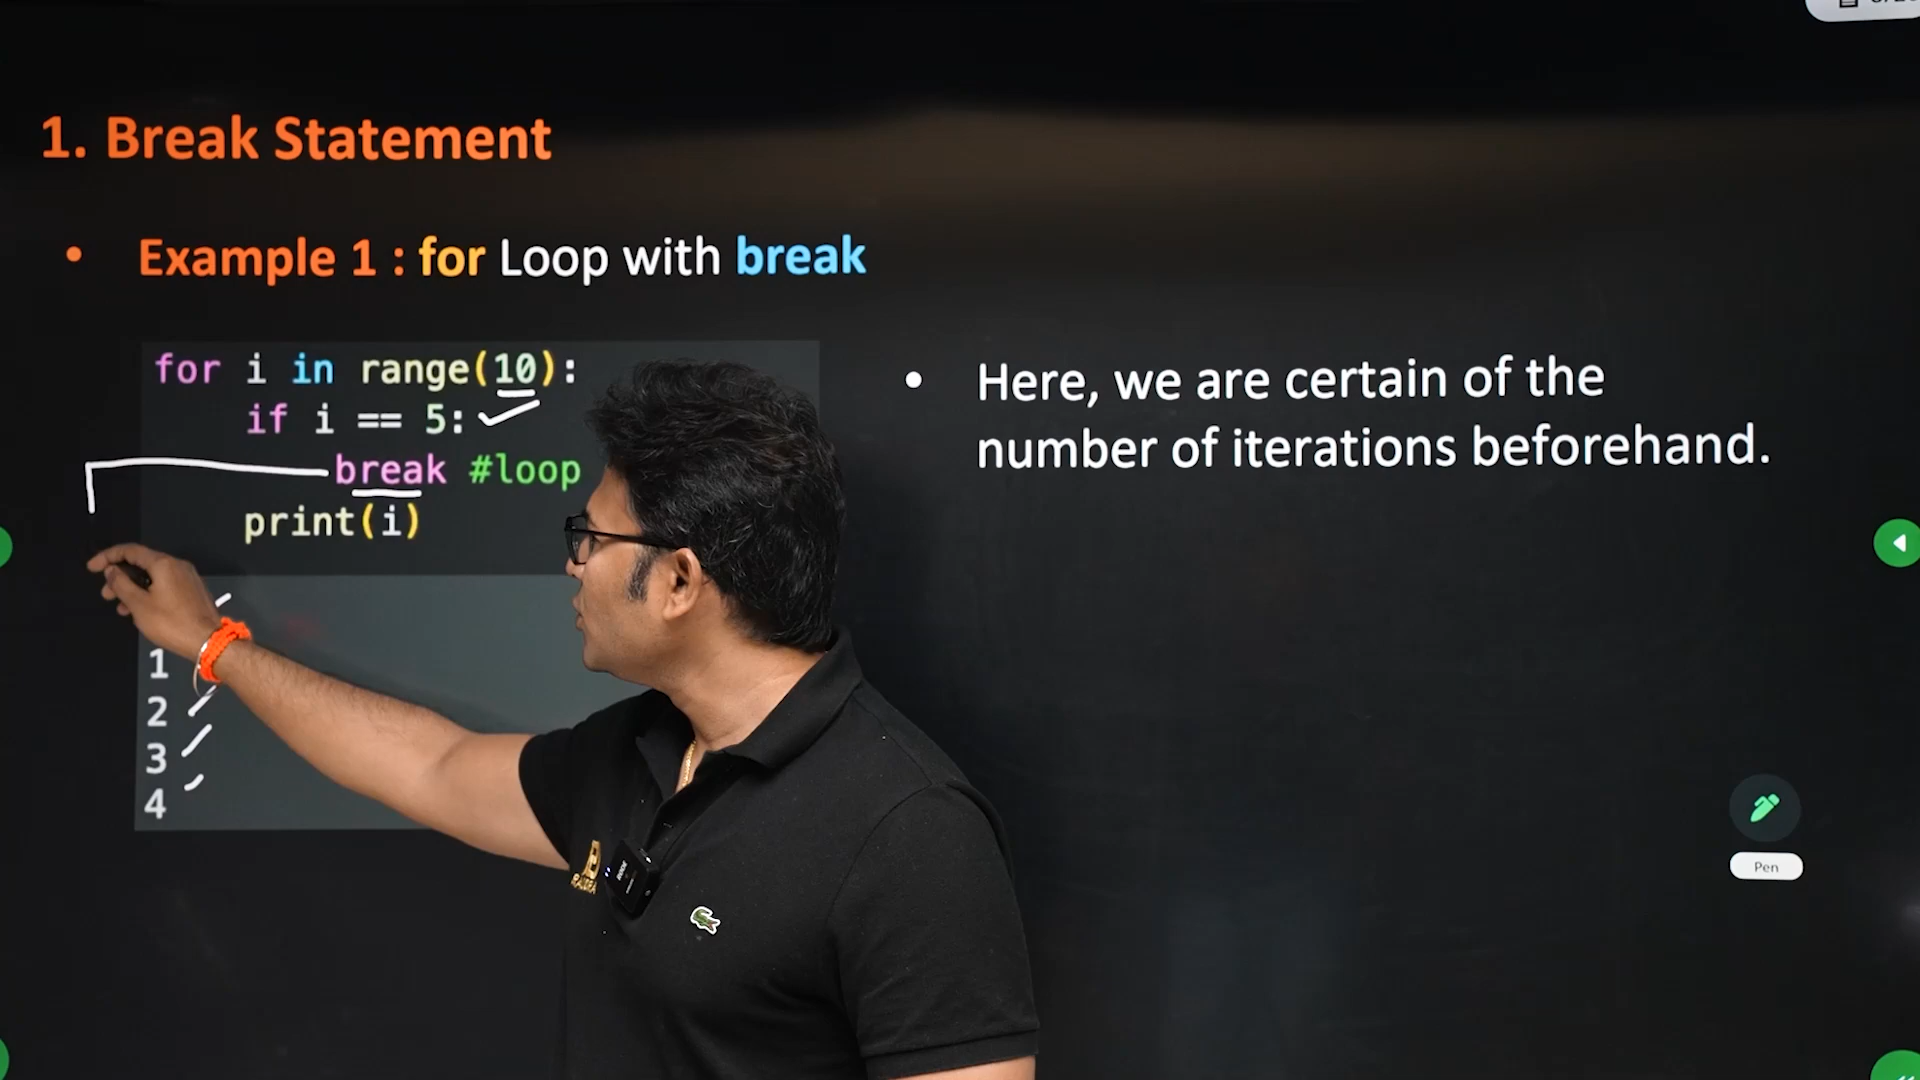 1. Break Statement
• Example 1 : for Loop with break
for i in range(10):
if i == 5:
break #loop
print(i)
1
2
3
4
• Here, we are certain of the
number of iterations beforehand.
Pen